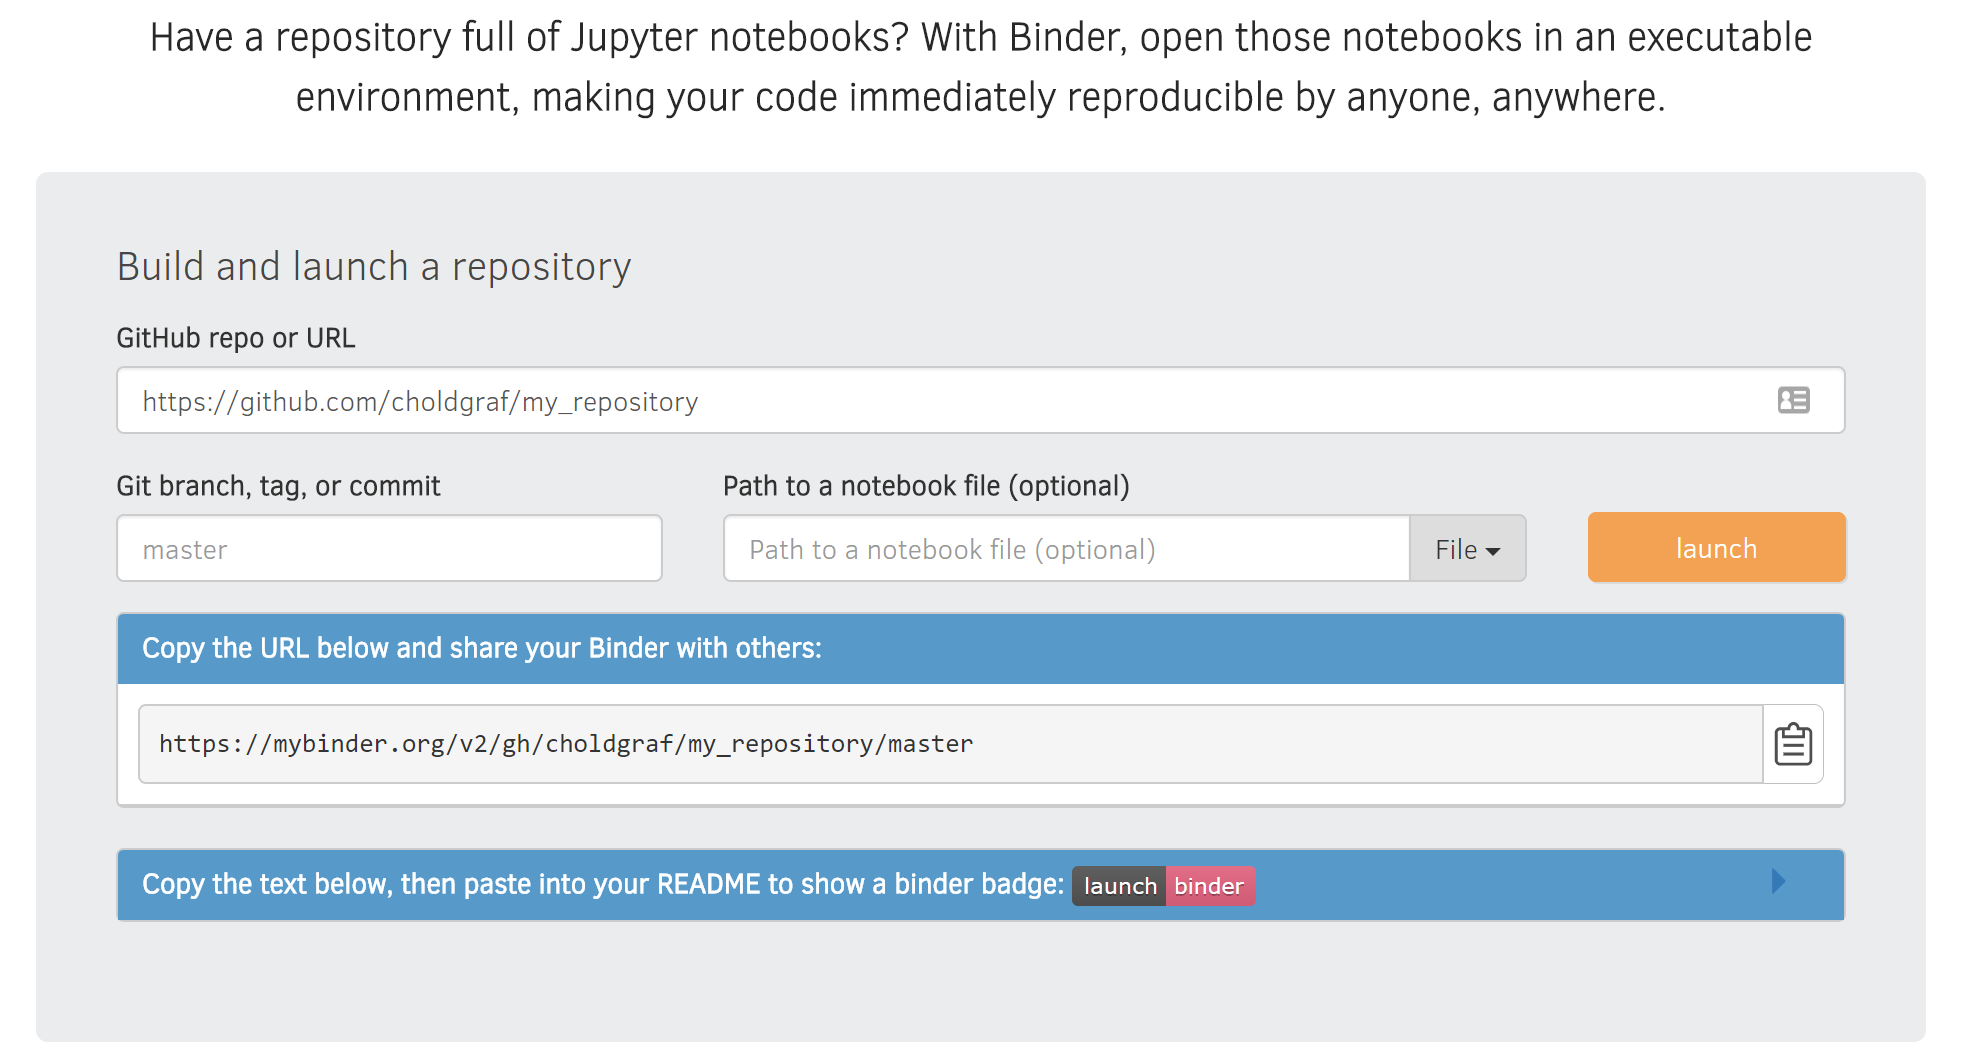 Have a repository full of Jupyter notebooks? With Binder, open those notebooks in an executable
environment, making your code immediately reproducible by anyone, anywhere.
Build and launch a repository
GitHub repo or URL
https://github.com/choldgraf/my_repository
Git branch, tag, or commit
Path to a notebook file (optional)
master
Path to a notebook file (optional)
File
launch
Copy the URL below and share your Binder with others:
https://mybinder.org/v2/gh/choldgraf/my_repository/master
Copy the text below, then paste into your README to show a binder badge: launch binder